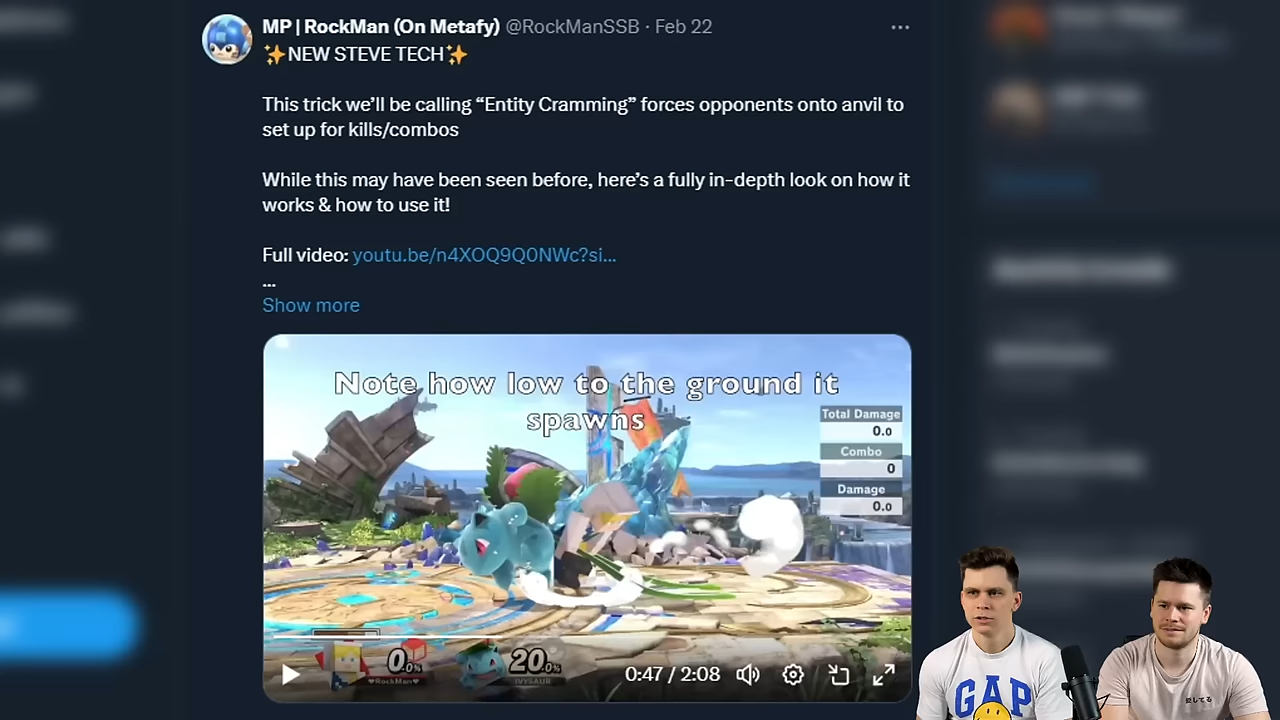 MP | RockMan (On Metafy) @RockManSSB · Feb 22
✨NEW STEVE TECH✨
This trick we’ll be calling “Entity Cramming” forces opponents onto anvil to
set up for kills/combos
While this may have been seen before, here’s a fully in-depth look on how it
works & how to use it!
Full video: youtu.be/n4XOQ9Q0NWc?si...
...
Show more
Note how low to the ground it
spawns
Total Damage
0.0
Combo
0
Damage
0.0
0.0%
♥RockMan♥
20.0%
IVYSAUR
0:47 / 2:08
GAP